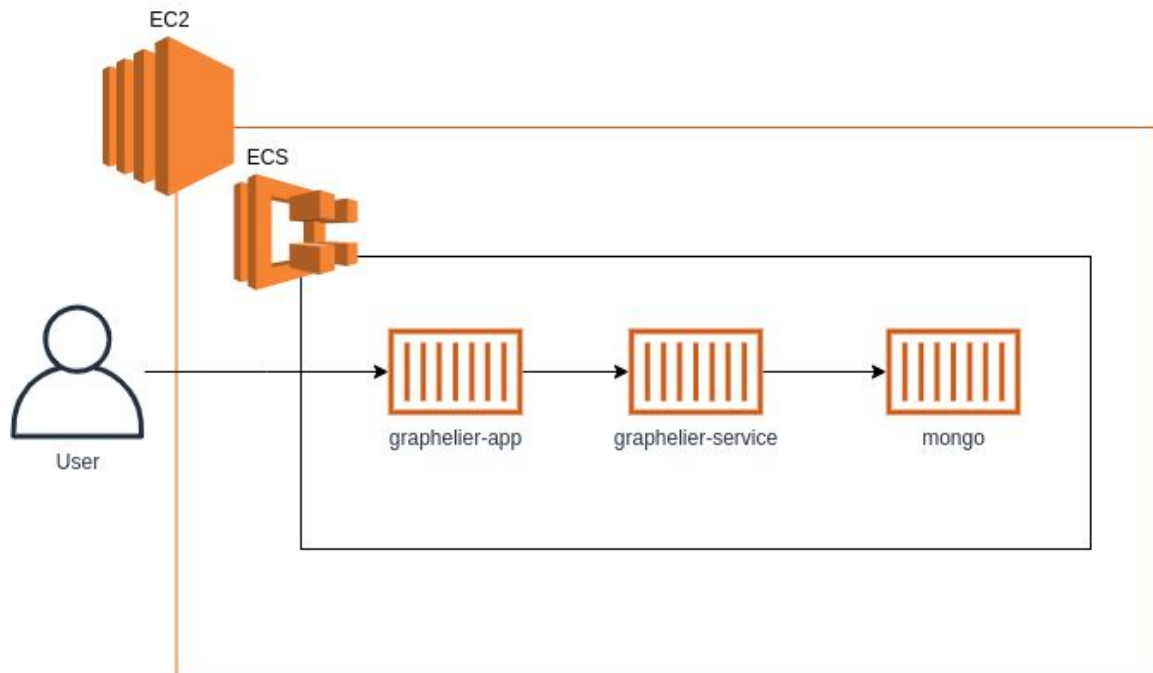 EC2
ECS
User
graphelier-app
graphelier-service
mongo